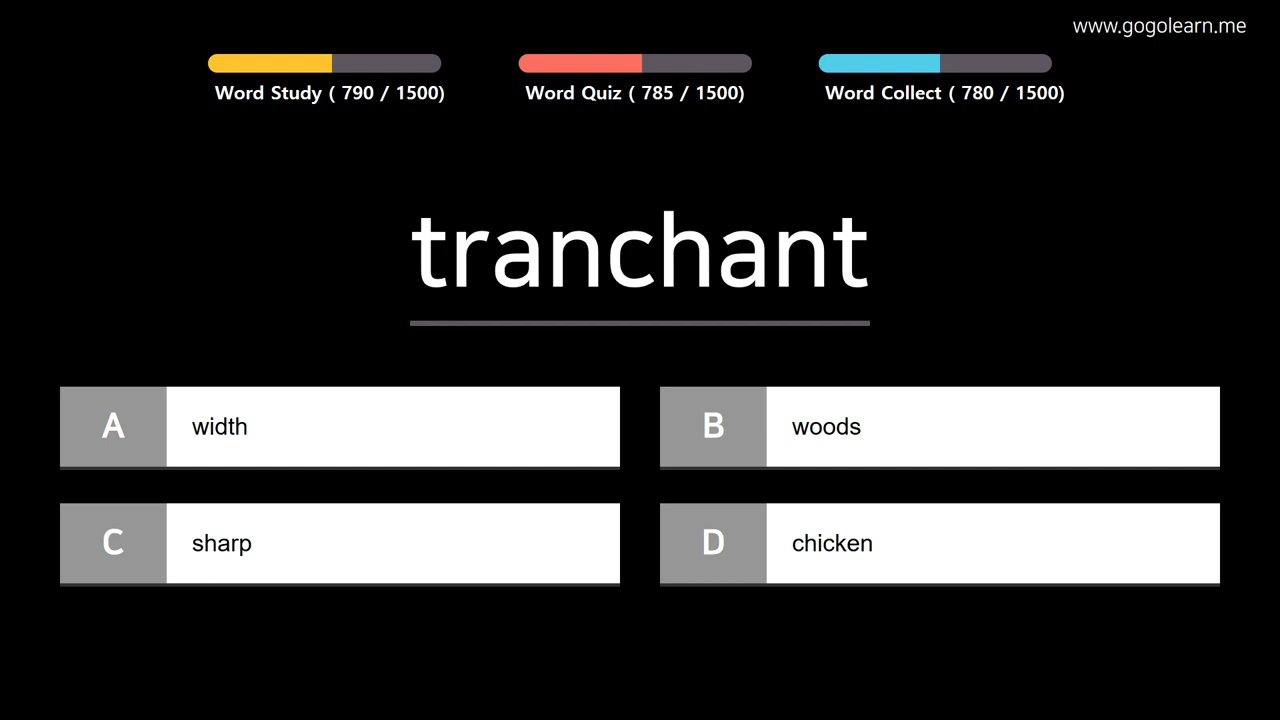 www.gogolearn.me
Word Study ( 790 / 1500)
Word Quiz ( 785 / 1500)
Word Collect ( 780 / 1500)
tranchant
A width
B woods
C sharp
D chicken